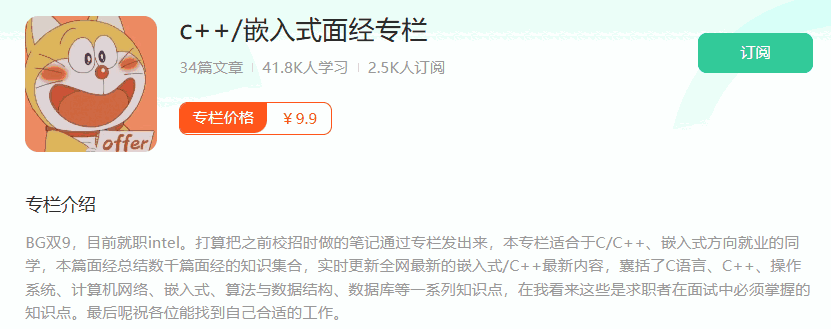 c++/嵌入式面经专栏
34篇文章 41.8K人学习 2.5K人订阅
订阅
专栏价格 ￥9.9
offer
专栏介绍
BG双9，目前就职intel。打算把之前校招时做的笔记通过专栏发出来，本专栏适合于C/C++、嵌入式方向就业的同
学，本篇面经总结数千篇面经的知识集合，实时更新全网最新的嵌入式/C++最新内容，囊括了C语言、C++、操作
系统、计算机网络、嵌入式、算法与数据结构、数据库等一系列知识点，在我看来这些是求职者在面试中必须掌握的
知识点。最后呢祝各位能找到自己合适的工作。